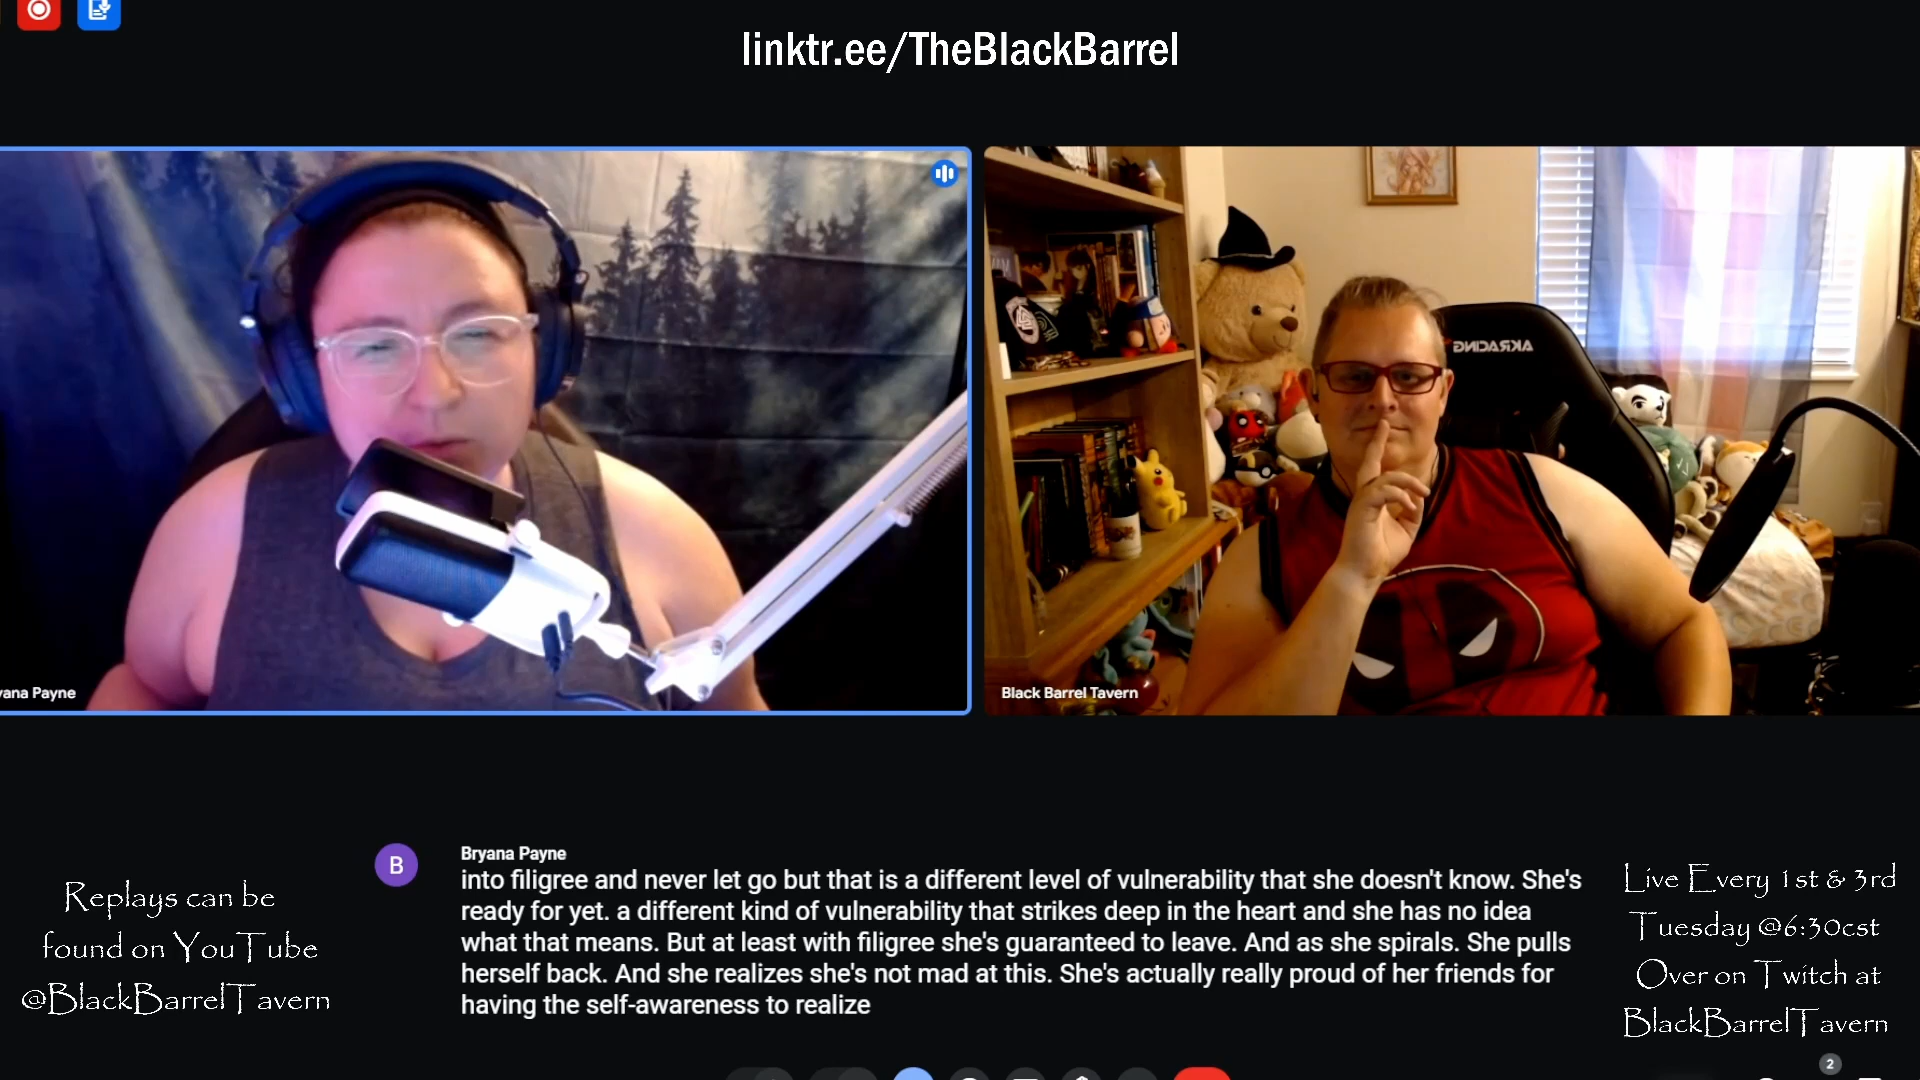 linktr.ee/TheBlackBarrel
AKRACING
yana Payne
Black Barrel Tavern
B
Bryana Payne
into filigree and never let go but that is a different level of vulnerability that she doesn't know. She's
ready for yet. a different kind of vulnerability that strikes deep in the heart and she has no idea
what that means. But at least with filigree she's guaranteed to leave. And as she spirals. She pulls
herself back. And she realizes she's not mad at this. She's actually really proud of her friends for
having the self-awareness to realize
Replays can be
found on YouTube
@BlackBarrelTavern
Live Every 1st & 3rd
Tuesday @6:30cst
Over on Twitch at
BlackBarrelTavern
2